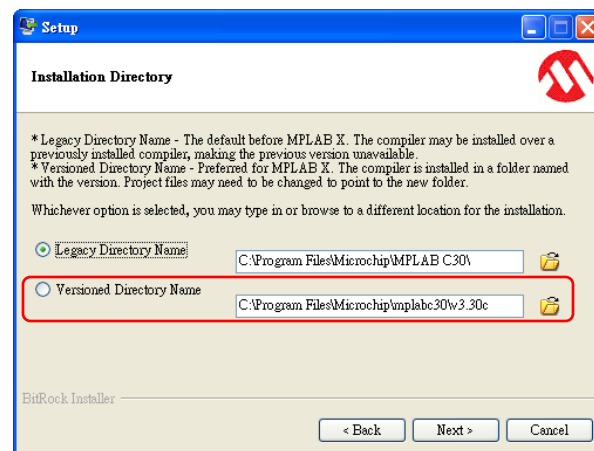 Setup
Installation Directory
* Legacy Directory Name - The default before MPLAB X. The compiler may be installed over a
previously installed compiler, making the previous version unavailable.
* Versioned Directory Name - Preferred for MPLAB X. The compiler is installed in a folder named
with the version. Project files may need to be changed to point to the new folder.
Whichever option is selected, you may type in or browse to a different location for the installation.
Legacy Directory Name
C:\Program Files\Microchip\MPLAB C30\
Versioned Directory Name
C:\Program Files\Microchip\mplabc30\v3.30c
BitRock Installer
< Back Next > Cancel